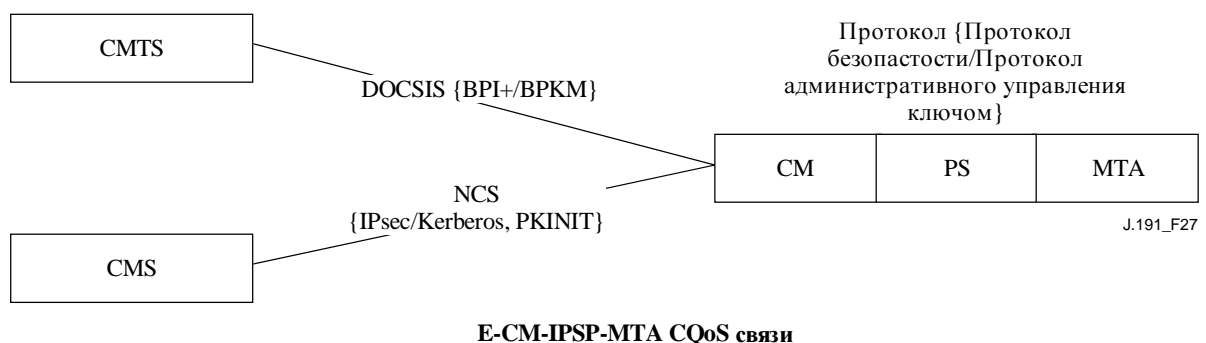 CMTS
Протокол {Протокол
безопастости/Протокол
административного управления
ключом}
DOCSIS {BPI+/BPKM}
CM
PS
MTA
NCS
{IPsec/Kerberos, PKINIT}
J.191_F27
CMS
E-CM-IPSP-MTA CQoS связи